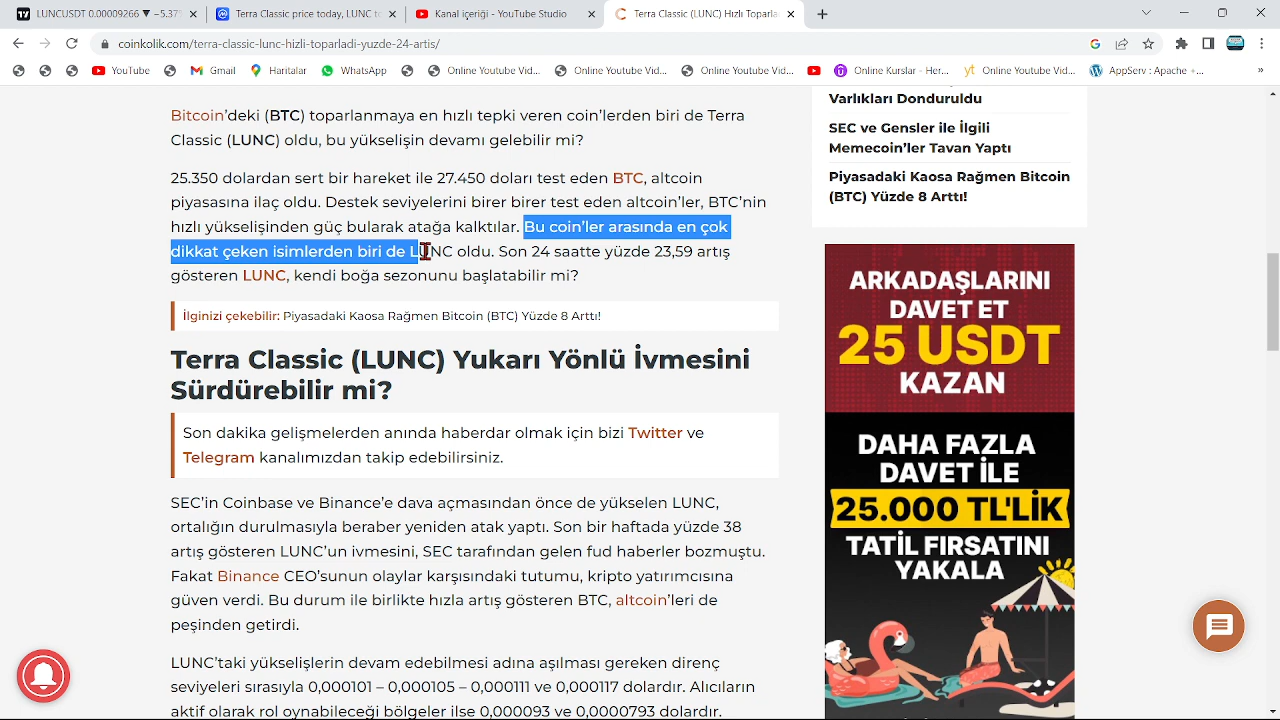 LUNCUSDT 0.00009266 ▼ −5.37%
Terra Classic price today, LUNC to
Kanal içeriği - YouTube Studio
Terra Classic (LUNC) Hızlı Toparla
coinkolik.com/terra-classic-lunc-hizli-toparladi-yuzde-24-artis/
YouTube
Gmail
Haritalar
WhatsApp
Online Youtube Vid...
Online Youtube Vid...
Online Youtube Vid...
Online Kurslar - Her...
yt Online Youtube Vid...
AppServ : Apache +...
»
Bitcoin’deki (BTC) toparlanmaya en hızlı tepki veren coin’lerden biri de Terra
Classic (LUNC) oldu, bu yükselişin devamı gelebilir mi?
25.350 dolardan sert bir hareket ile 27.450 doları test eden BTC, altcoin
piyasasına ilaç oldu. Destek seviyelerini birer birer test eden altcoin’ler, BTC’nin
hızlı yükselişinden güç bularak atağa kalktılar. Bu coin’ler arasında en çok
dikkat çeken isimlerden biri de LUNC oldu. Son 24 saatte yüzde 23,59 artış
gösteren LUNC, kendi boğa sezonunu başlatabilir mi?
İlginizi çekebilir: Piyasadaki Kaosa Rağmen Bitcoin (BTC) Yüzde 8 Arttı!
Terra Classic (LUNC) Yukarı Yönlü İvmesini
Sürdürebilir mi?
Son dakika gelişmelerden anında haberdar olmak için bizi Twitter ve
Telegram kanalımızdan takip edebilirsiniz.
SEC’in Coinbase ve Binance’e dava açmasından önce de yükselen LUNC,
ortalığın durulmasıyla beraber yeniden atak yaptı. Son bir haftada yüzde 38
artış gösteren LUNC’un ivmesini, SEC tarafından gelen fud haberler bozmuştu.
Fakat Binance CEO’sunun olaylar karşısındaki tutumu, kripto yatırımcısına
güven verdi. Bu durum ile birlikte hızla artış gösteren BTC, altcoin’leri de
peşinden getirdi.
LUNC’taki yükselişlerin devam edebilmesi adına aşılması gereken direnç
seviyeleri sırasıyla 0,000101 – 0,000105 – 0,000111 ve 0,000117 dolardır. Alıcıların
aktif olarak rol oynabileceği bölgeler ilse 0,000093 ve 0,0000793 dolardır.
Varlıkları Donduruldu
SEC ve Gensler ile İlgili
Memecoin’ler Tavan Yaptı
Piyasadaki Kaosa Rağmen Bitcoin
(BTC) Yüzde 8 Arttı!
ARKADAŞLARINI
DAVET ET
25 USDT
KAZAN
DAHA FAZLA
DAVET İLE
25.000 TL'LİK
TATİL FIRSATINI
YAKALA